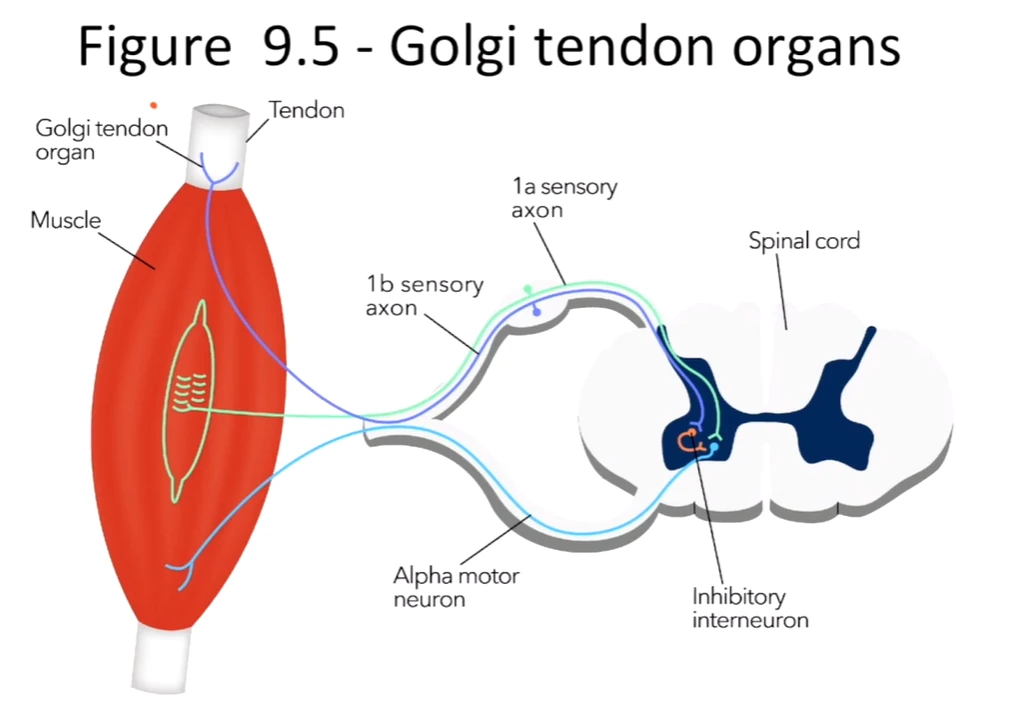 Figure  9.5 - Golgi tendon organs
Tendon
Golgi tendon
organ
Muscle
1a sensory
axon
Spinal cord
1b sensory
axon
Alpha motor
neuron
Inhibitory
interneuron